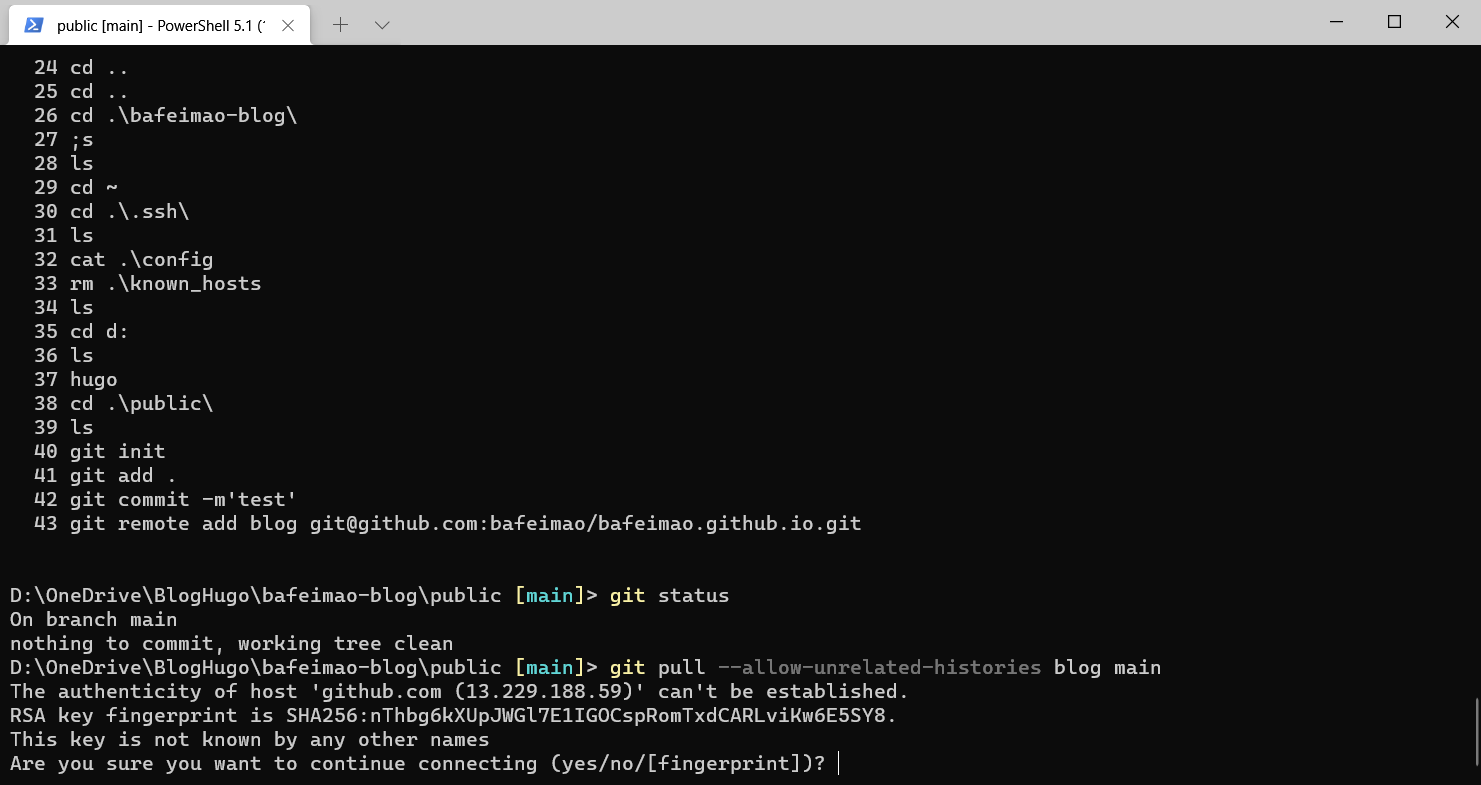 public [main] - PowerShell 5.1 (
24 cd ..
25 cd ..
26 cd .\bafeimao-blog\
27 ;s
28 ls
29 cd ~
30 cd .\.ssh\
31 ls
32 cat .\config
33 rm .\known_hosts
34 ls
35 cd d:
36 ls
37 hugo
38 cd .\public\
39 ls
40 git init
41 git add .
42 git commit -m'test'
43 git remote add blog git@github.com:bafeimao/bafeimao.github.io.git
D:\OneDrive\BlogHugo\bafeimao-blog\public [main]> git status
On branch main
nothing to commit, working tree clean
D:\OneDrive\BlogHugo\bafeimao-blog\public [main]> git pull --allow-unrelated-histories blog main
The authenticity of host 'github.com (13.229.188.59)' can't be established.
RSA key fingerprint is SHA256:nThbg6kXUpJWGl7E1IGOCspRomTxdCARLviKw6E5SY8.
This key is not known by any other names
Are you sure you want to continue connecting (yes/no/[fingerprint])?